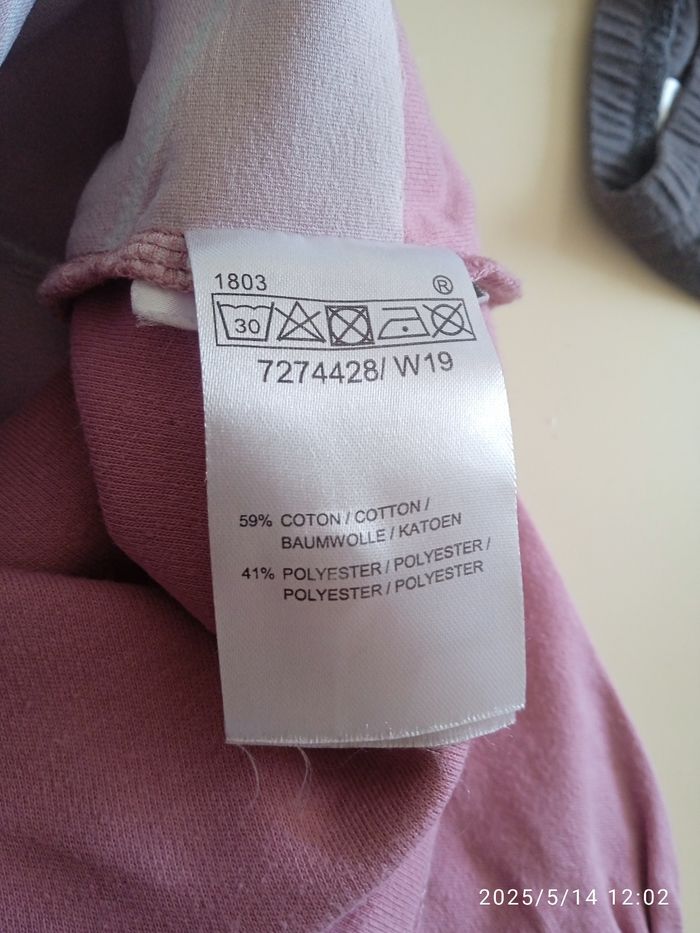 1803 ®
30
7274428/ W19
59% COTON / COTTON /
BAUMWOLLE / KATOEN
41% POLYESTER / POLYESTER /
POLYESTER / POLYESTER
2025/5/14 12:02